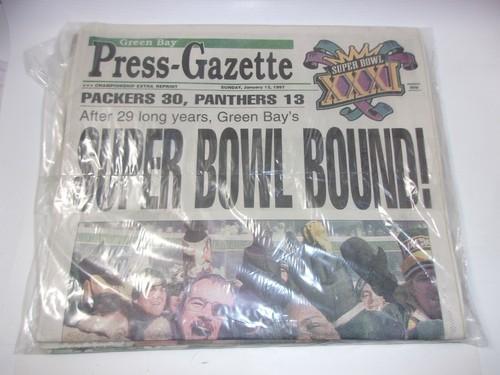 Green Bay
Press-Gazette
SUPER BOWL
XXXI
*** CHAMPIONSHIP EXTRA REPRINT
SUNDAY, January 12, 1997
PACKERS 30, PANTHERS 13
After 29 long years, Green Bay's
SUPER BOWL BOUND!